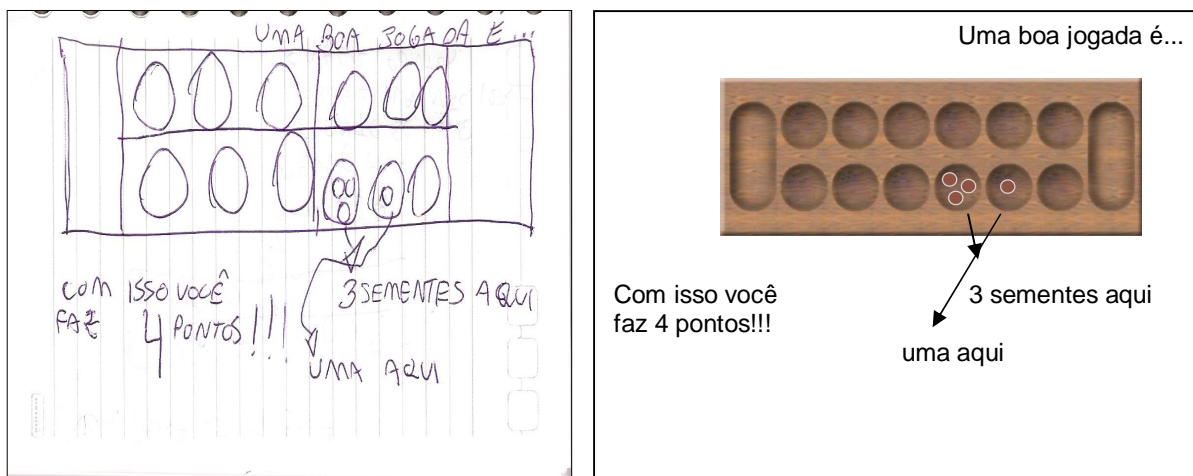 UMA BOA JOGADA É...
COM ISSO VOCÊ
FAZ 4 PONTOS!!!
3 SEMENTES AQUI
UMA AQUI
Uma boa jogada é...
Com isso você
faz 4 pontos!!!
3 sementes aqui
uma aqui